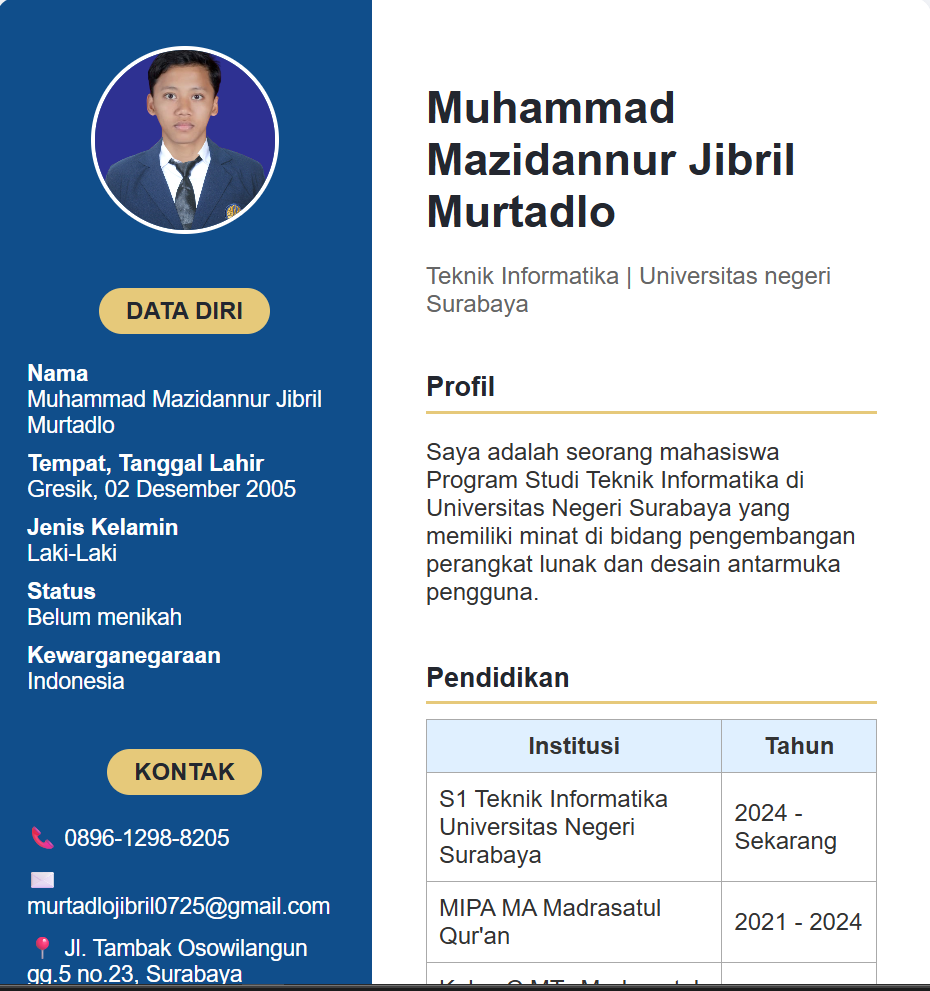 DATA DIRI
Nama
Muhammad Mazidannur Jibril
Murtadlo
Tempat, Tanggal Lahir
Gresik, 02 Desember 2005
Jenis Kelamin
Laki-Laki
Status
Belum menikah
Kewarganegaraan
Indonesia
KONTAK
0896-1298-8205
murtadlojibril0725@gmail.com
Jl. Tambak Osowilangun
gg.5 no.23, Surabaya
Muhammad
Mazidannur Jibril
Murtadlo
Teknik Informatika | Universitas negeri
Surabaya
Profil
Saya adalah seorang mahasiswa
Program Studi Teknik Informatika di
Universitas Negeri Surabaya yang
memiliki minat di bidang pengembangan
perangkat lunak dan desain antarmuka
pengguna.
Pendidikan
Institusi Tahun
S1 Teknik Informatika
Universitas Negeri
Surabaya
2024 -
Sekarang
MIPA MA Madrasatul
Qur'an
2021 - 2024